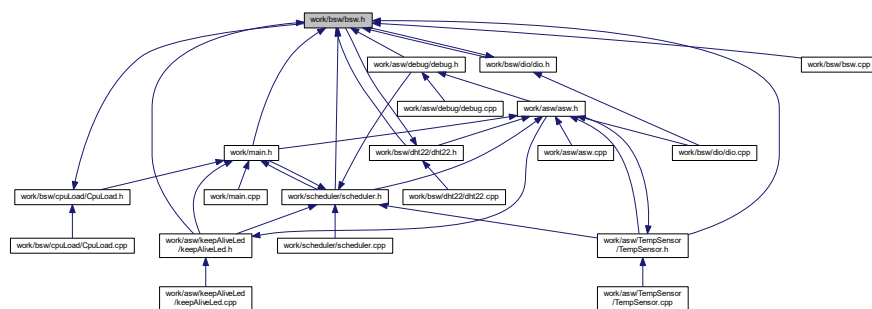 work/bsw/bsw.h
work/asw/debug/debug.h
work/bsw/dio/dio.h
work/bsw/bsw.cpp
work/asw/debug/debug.cpp
work/asw/asw.h
work/main.h
work/bsw/dht22/dht22.h
work/asw/asw.cpp
work/bsw/dio/dio.cpp
work/bsw/cpuLoad/CpuLoad.h
work/main.cpp
work/scheduler/scheduler.h
work/bsw/dht22/dht22.cpp
work/bsw/cpuLoad/CpuLoad.cpp
work/asw/keepAliveLed
/keepAliveLed.h
work/scheduler/scheduler.cpp
work/asw/TempSensor
/TempSensor.h
work/asw/keepAliveLed
/keepAliveLed.cpp
work/asw/TempSensor
/TempSensor.cpp